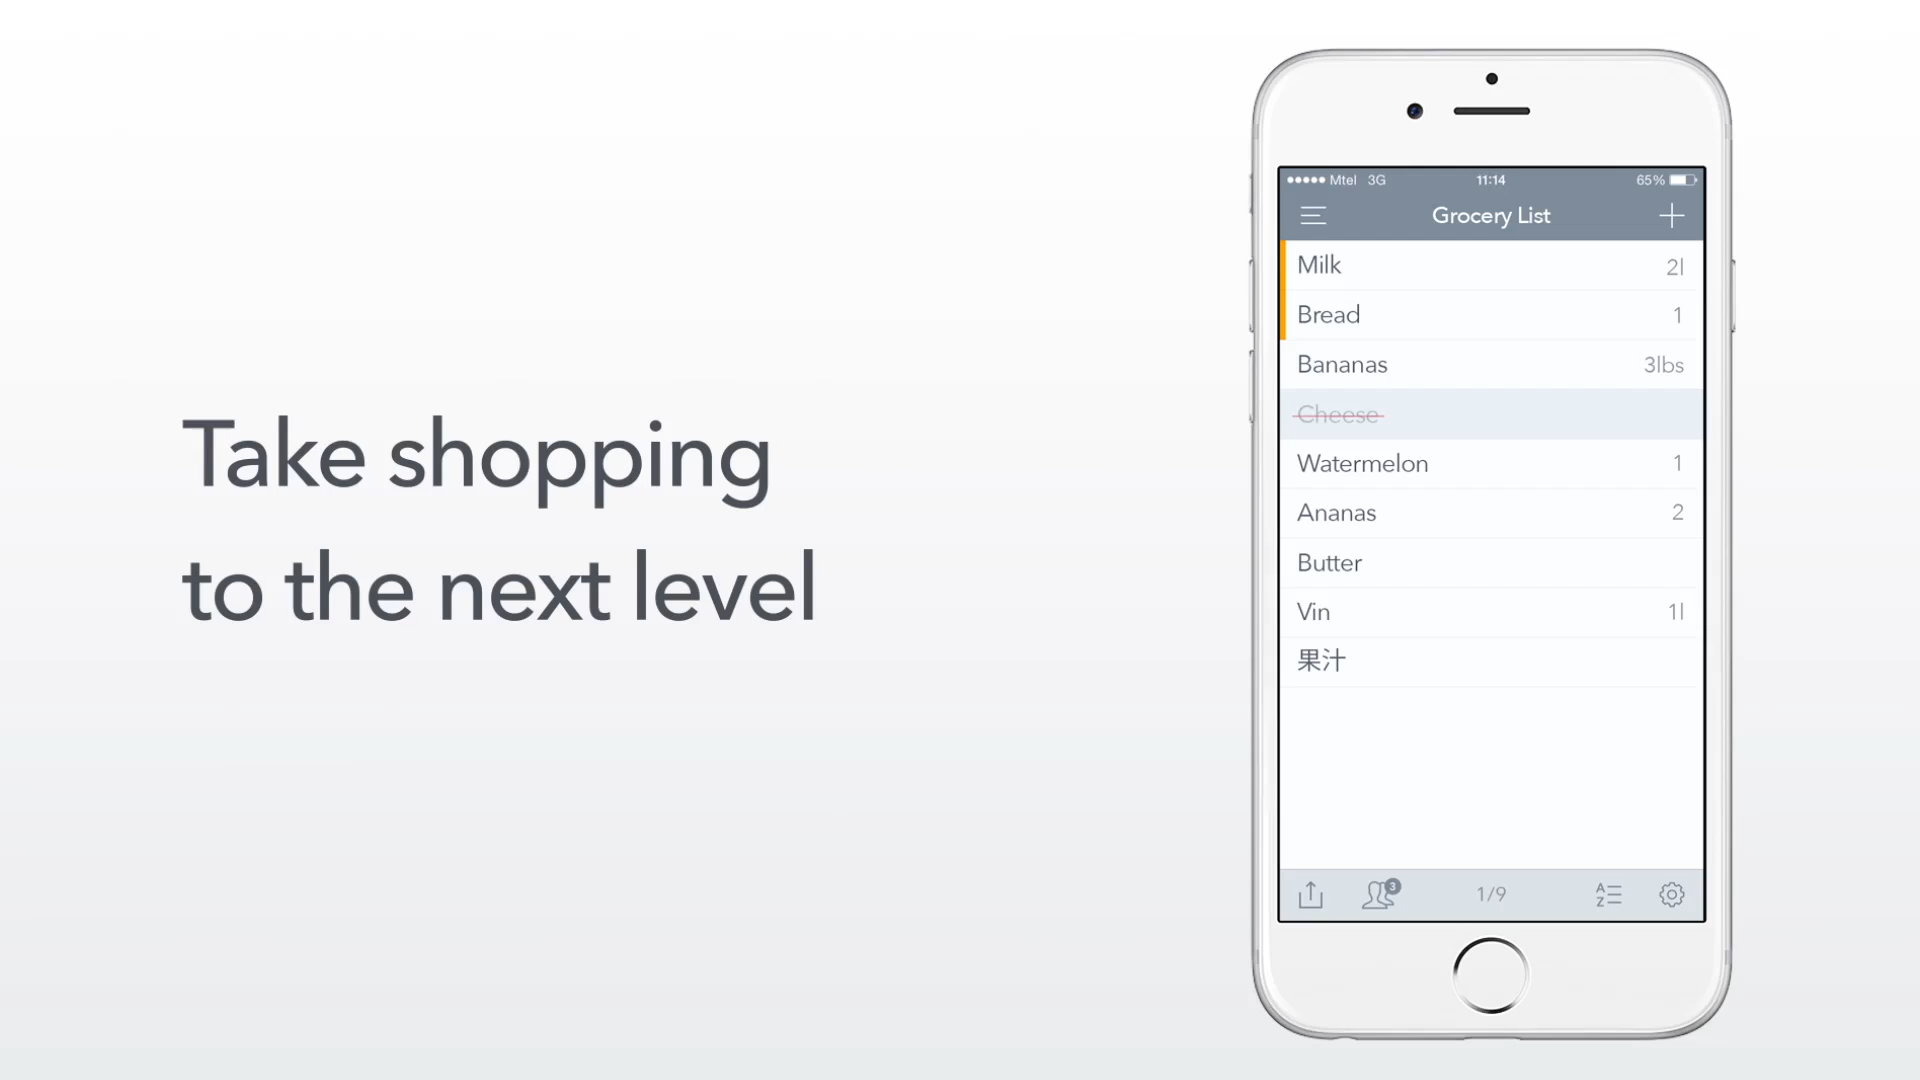 Take shopping
to the next level
Mtel 3G 11:14 65%
Grocery List
Milk 2l
Bread 1
Bananas 3lbs
Cheese
Watermelon 1
Ananas 2
Butter
Vin 1l
果汁
3 1/9 A Z